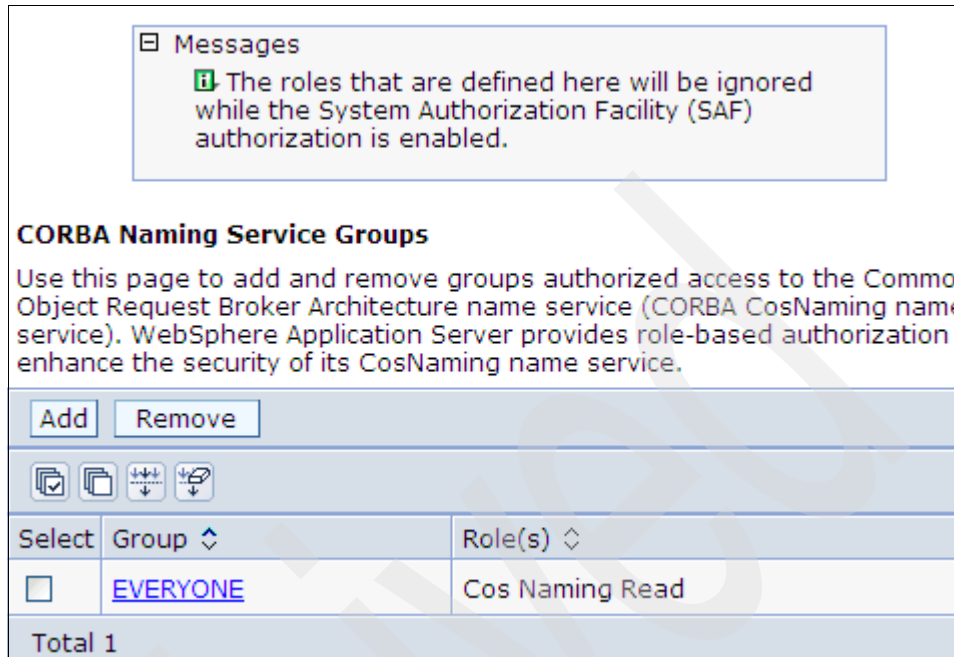 Messages
The roles that are defined here will be ignored
while the System Authorization Facility (SAF)
authorization is enabled.
CORBA Naming Service Groups
Use this page to add and remove groups authorized access to the Commo
Object Request Broker Architecture name service (CORBA CosNaming name
service). WebSphere Application Server provides role-based authorization
enhance the security of its CosNaming name service.
Add Remove
Select Group Role(s)
EVERYONE Cos Naming Read
Total 1